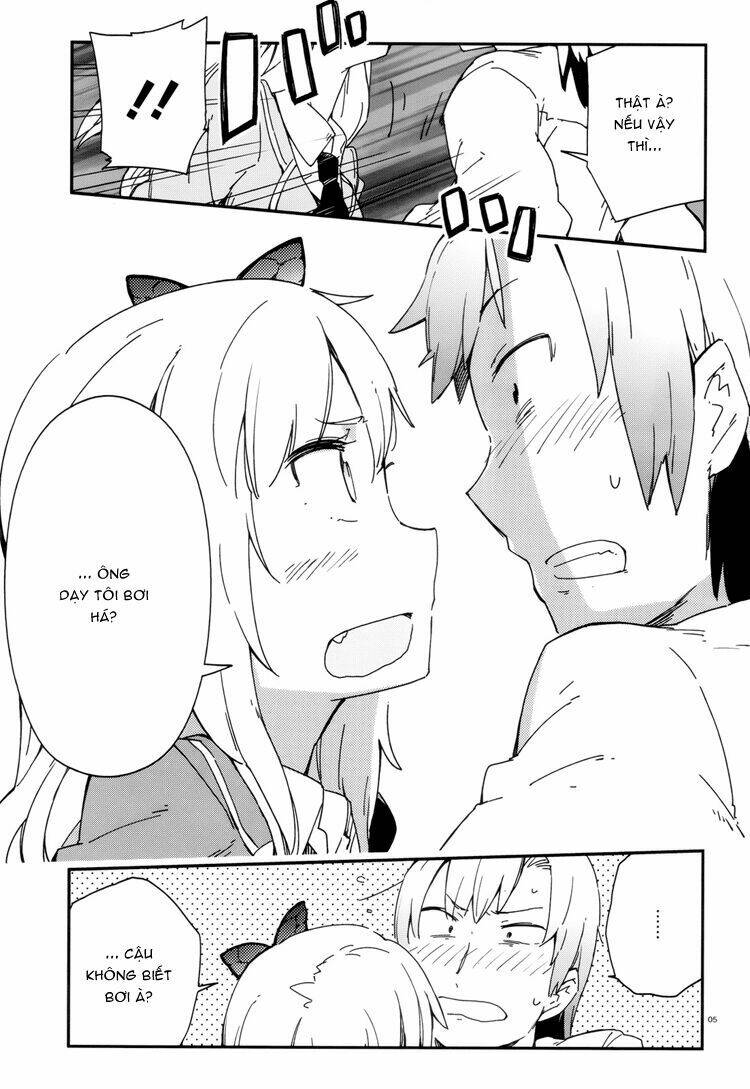 THẬT À?
NẾU VẬY
THÌ...
!!
... ÔNG
DẠY TÔI BƠI
HẢ?
.......
... CẬU
KHÔNG BIẾT
BƠI À?
05